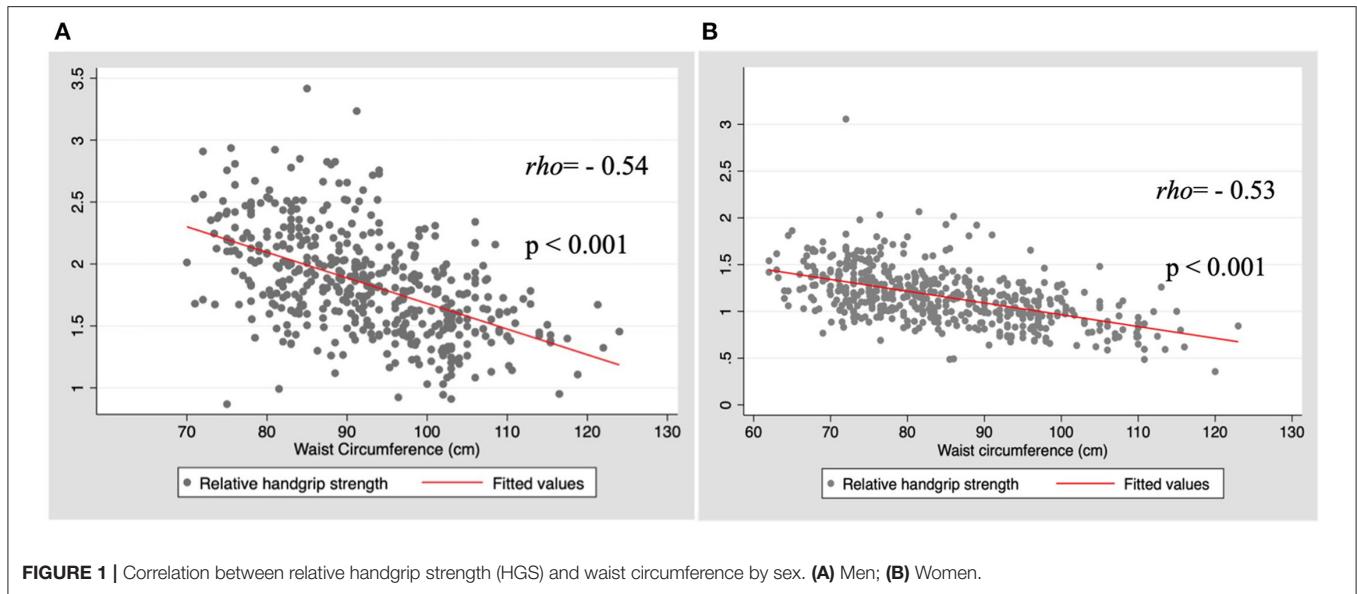 A
3.5
3
2.5
2
1.5
1
rho= - 0.54
p < 0.001
70 80 90 100 110 120 130
Waist Circumference (cm)
Relative handgrip strength Fitted values
B
3
2.5
2
1.5
1
.5
0
rho= - 0.53
p < 0.001
60 70 80 90 100 110 120 130
Waist circumference (cm)
Relative handgrip strength Fitted values
FIGURE 1 | Correlation between relative handgrip strength (HGS) and waist circumference by sex. (A) Men; (B) Women.